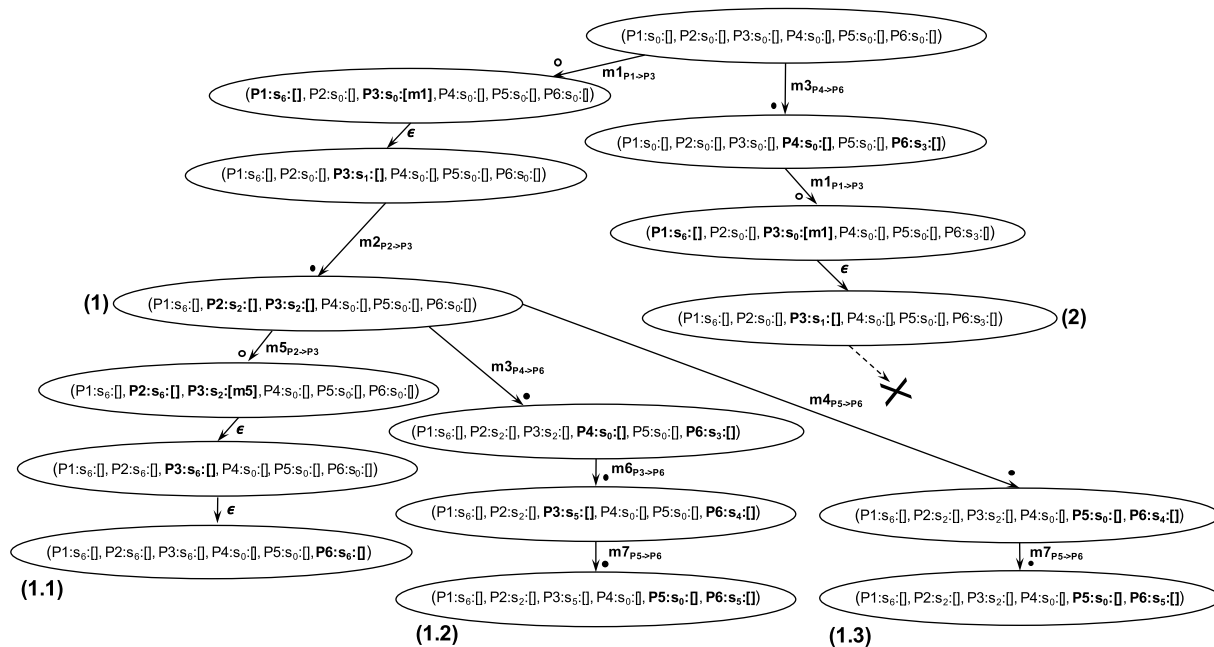 (P1:s₀:[], P2:s₀:[], P3:s₀:[], P4:s₀:[], P5:s₀:[], P6:s₀:[])
m1P1->P3
m3P4->P6
(P1:s₆:[], P2:s₀:[], P3:s₀:[m1], P4:s₀:[], P5:s₀:[], P6:s₀:[])
ϵ
(P1:s₀:[], P2:s₀:[], P3:s₀:[], P4:s₀:[], P5:s₀:[], P6:s₃:[])
(P1:s₆:[], P2:s₀:[], P3:s₁:[], P4:s₀:[], P5:s₀:[], P6:s₀:[])
m1P1->P3
m2P2->P3
(P1:s₆:[], P2:s₀:[], P3:s₀:[m1], P4:s₀:[], P5:s₀:[], P6:s₃:[])
ϵ
(1)
(P1:s₆:[], P2:s₂:[], P3:s₂:[], P4:s₀:[], P5:s₀:[], P6:s₀:[])
(P1:s₆:[], P2:s₀:[], P3:s₁:[], P4:s₀:[], P5:s₀:[], P6:s₃:[])
(2)
m5P2->P3
m3P4->P6
m4P5->P6
(P1:s₆:[], P2:s₆:[], P3:s₂:[m5], P4:s₀:[], P5:s₀:[], P6:s₀:[])
ϵ
(P1:s₆:[], P2:s₂:[], P3:s₂:[], P4:s₀:[], P5:s₀:[], P6:s₃:[])
(P1:s₆:[], P2:s₆:[], P3:s₆:[], P4:s₀:[], P5:s₀:[], P6:s₀:[])
m6P3->P6
ϵ
(P1:s₆:[], P2:s₂:[], P3:s₅:[], P4:s₀:[], P5:s₀:[], P6:s₄:[])
(P1:s₆:[], P2:s₂:[], P3:s₂:[], P4:s₀:[], P5:s₀:[], P6:s₄:[])
(P1:s₆:[], P2:s₆:[], P3:s₆:[], P4:s₀:[], P5:s₀:[], P6:s₆:[])
m7P5->P6
m7P5->P6
(1.1)
(P1:s₆:[], P2:s₂:[], P3:s₅:[], P4:s₀:[], P5:s₀:[], P6:s₅:[])
(P1:s₆:[], P2:s₂:[], P3:s₂:[], P4:s₀:[], P5:s₀:[], P6:s₅:[])
(1.2)
(1.3)